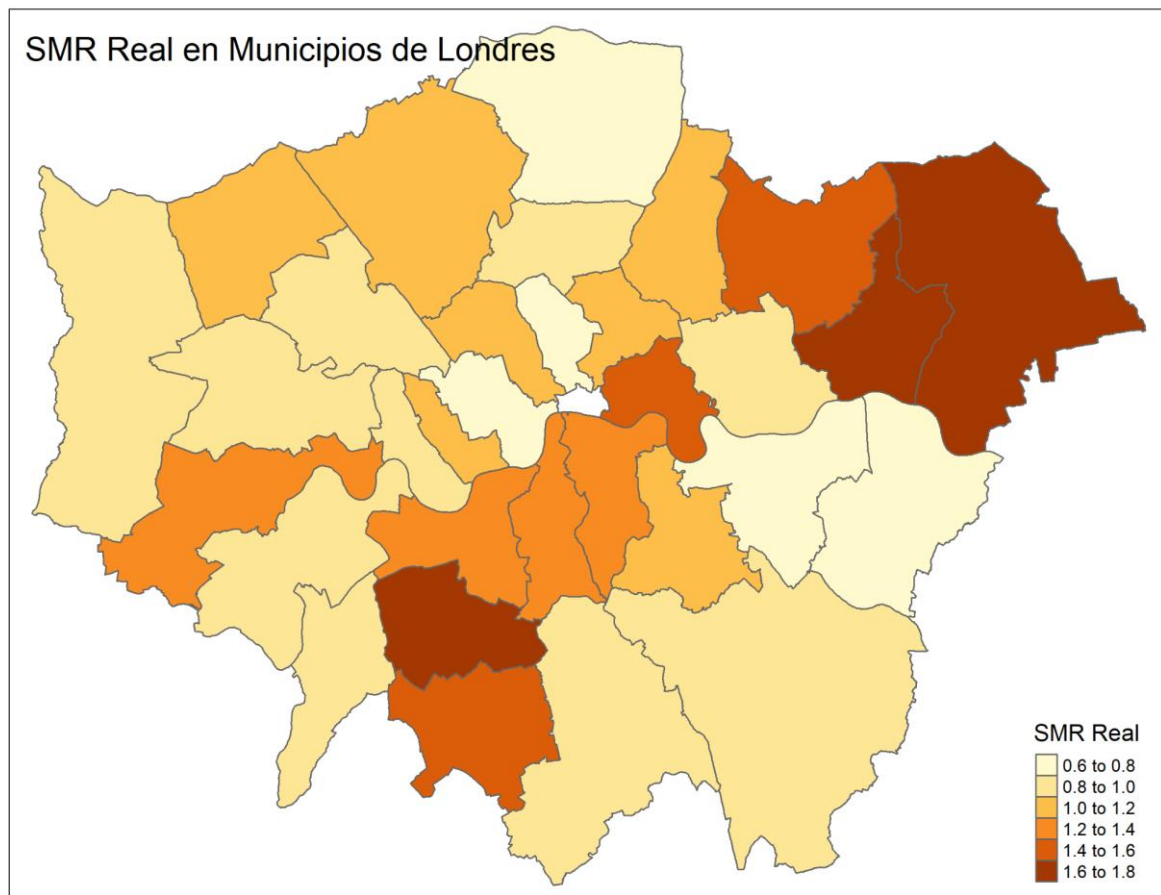 SMR Real en Municipios de Londres
SMR Real
0.6 to 0.8
0.8 to 1.0
1.0 to 1.2
1.2 to 1.4
1.4 to 1.6
1.6 to 1.8